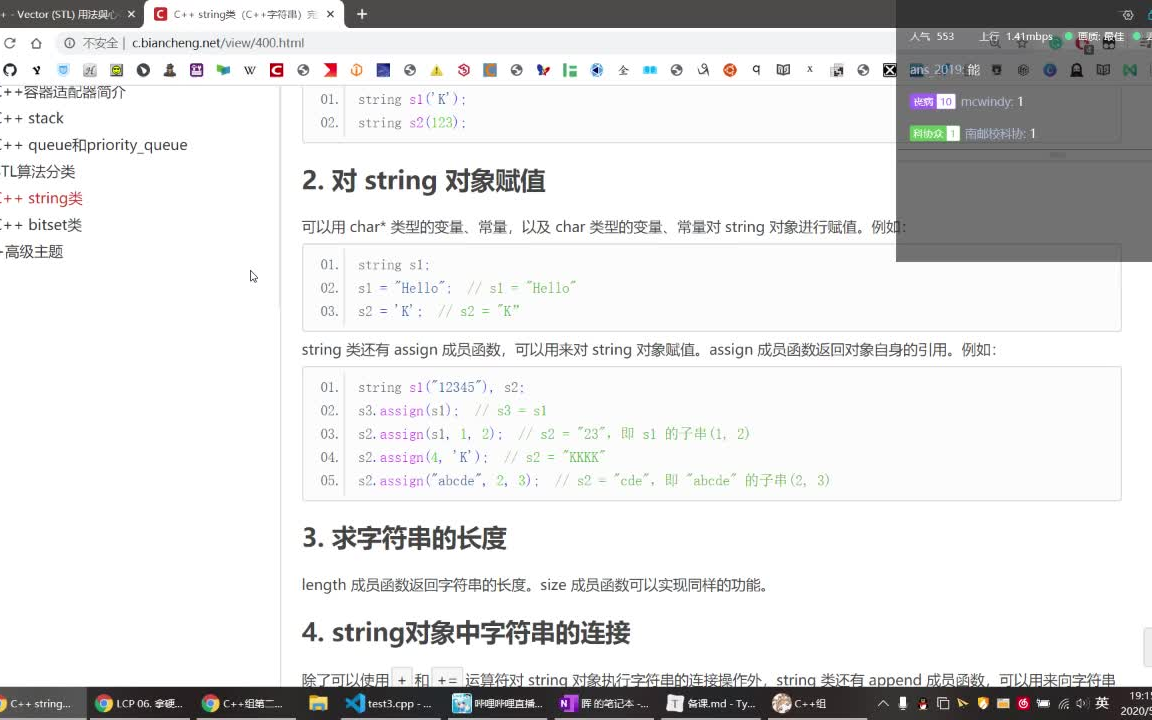 + - Vector (STL) 用法與心
C++ string类（C++字符串）完
不安全 | c.biancheng.net/view/400.html
人气 553 上行 1.41mbps 画质: 最佳
ans_2019: 能
丧病 10 mcwindy: 1
科协众 1 南邮校科协: 1
C++容器适配器简介
C++ stack
C++ queue和priority_queue
STL算法分类
C++ string类
C++ bitset类
+高级主题
01. string s1('K');
02. string s2(123);
2. 对 string 对象赋值
可以用 char* 类型的变量、常量，以及 char 类型的变量、常量对 string 对象进行赋值。例如：
01. string s1;
02. s1 = "Hello"; // s1 = "Hello"
03. s2 = 'K'; // s2 = "K”
string 类还有 assign 成员函数，可以用来对 string 对象赋值。assign 成员函数返回对象自身的引用。例如：
01. string s1("12345"), s2;
02. s3.assign(s1); // s3 = s1
03. s2.assign(s1, 1, 2); // s2 = "23"，即 s1 的子串(1, 2)
04. s2.assign(4, 'K'); // s2 = "KKKK"
05. s2.assign("abcde", 2, 3); // s2 = "cde"，即 "abcde" 的子串(2, 3)
3. 求字符串的长度
length 成员函数返回字符串的长度。size 成员函数可以实现同样的功能。
4. string对象中字符串的连接
除了可以使用 + 和 += 运算符对 string 对象执行字符串的连接操作外，string 类还有 append 成员函数，可以用来向字符串
C++ string...
LCP 06. 拿硬...
C++组第二...
test3.cpp - ...
哔哩哔哩直播...
晖 的笔记本 -...
备课.md - Ty...
C++组
英
19:1
2020/5